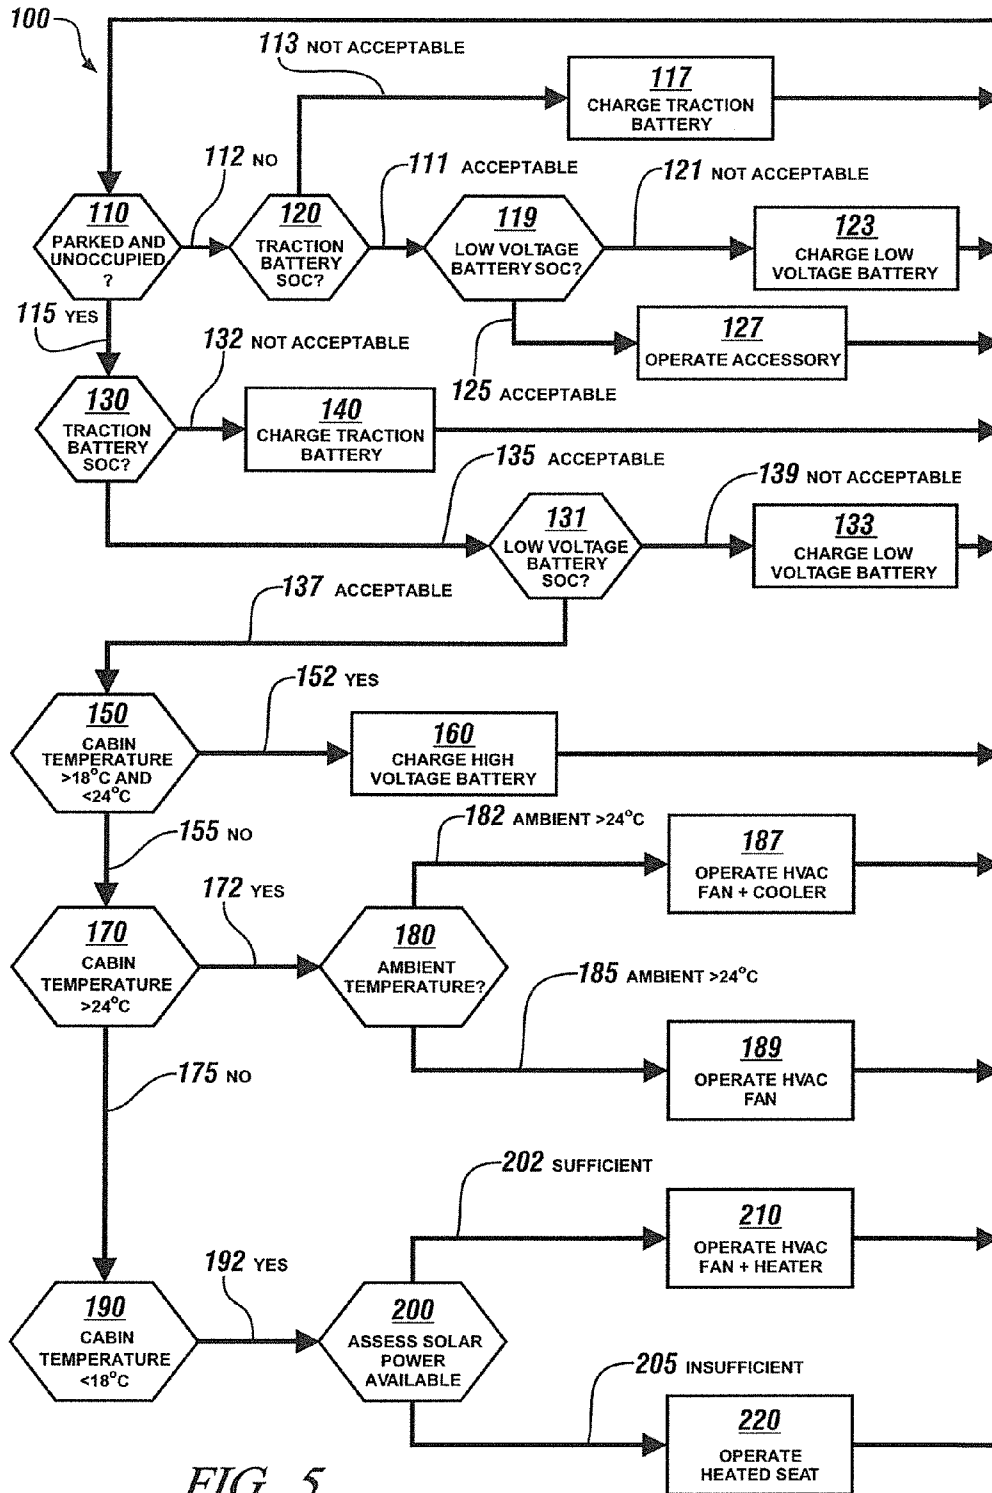 100
113 NOT ACCEPTABLE
117
CHARGE TRACTION
BATTERY
112 NO
111 ACCEPTABLE
121 NOT ACCEPTABLE
110
PARKED AND
UNOCCUPIED
?
120
TRACTION
BATTERY
SOC?
119
LOW VOLTAGE
BATTERY SOC?
123
CHARGE LOW
VOLTAGE BATTERY
115 YES
132 NOT ACCEPTABLE
127
OPERATE ACCESSORY
125 ACCEPTABLE
130
TRACTION
BATTERY
SOC?
140
CHARGE TRACTION
BATTERY
135 ACCEPTABLE
139 NOT ACCEPTABLE
131
LOW VOLTAGE
BATTERY
SOC?
133
CHARGE LOW
VOLTAGE BATTERY
137 ACCEPTABLE
152 YES
150
CABIN
TEMPERATURE
>18°C AND
<24°C
160
CHARGE HIGH
VOLTAGE BATTERY
155 NO
182 AMBIENT >24°C
187
OPERATE HVAC
FAN + COOLER
172 YES
170
CABIN
TEMPERATURE
>24°C
180
AMBIENT
TEMPERATURE?
185 AMBIENT >24°C
189
OPERATE HVAC
FAN
175 NO
202 SUFFICIENT
210
OPERATE HVAC
FAN + HEATER
192 YES
190
CABIN
TEMPERATURE
<18°C
200
ASSESS SOLAR
POWER
AVAILABLE
205 INSUFFICIENT
220
OPERATE
HEATED SEAT
FIG. 5